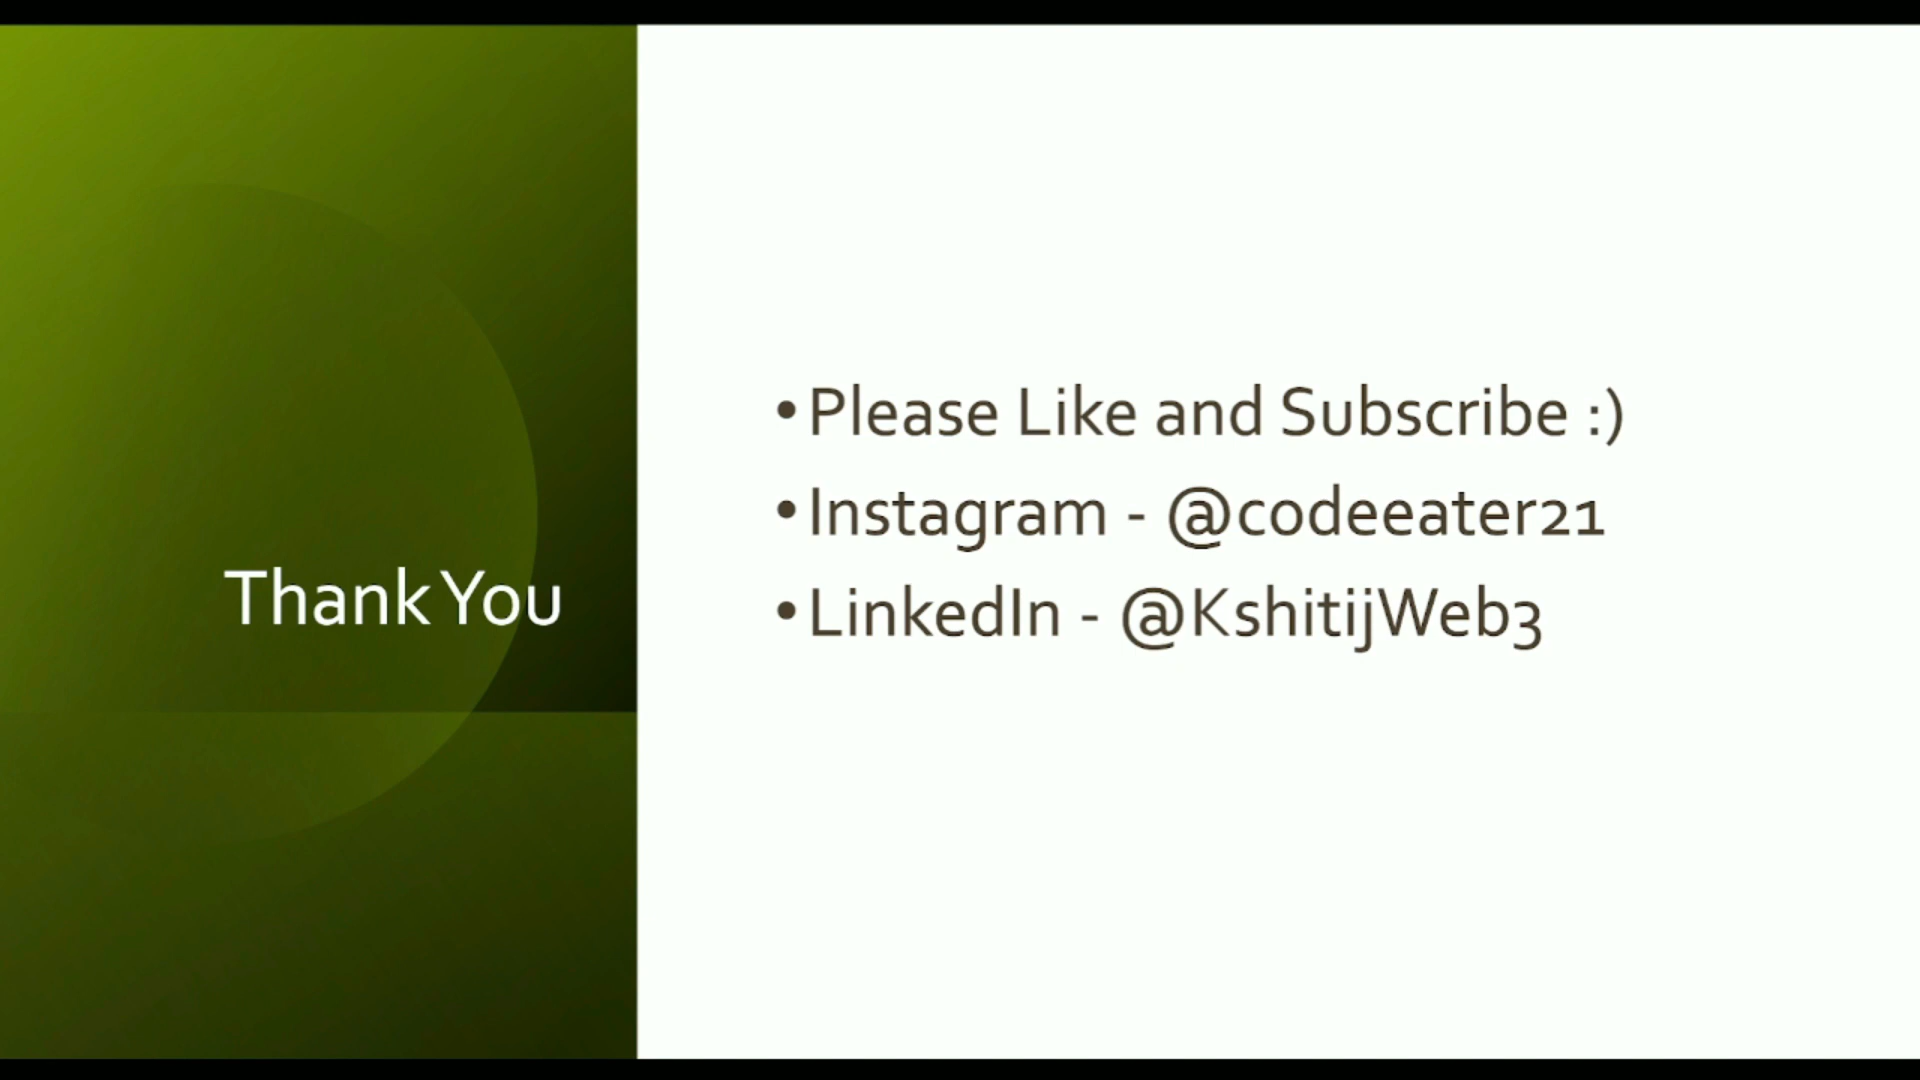 Thank You
• Please Like and Subscribe :)
• Instagram - @codeeater21
• LinkedIn - @KshitijWeb3